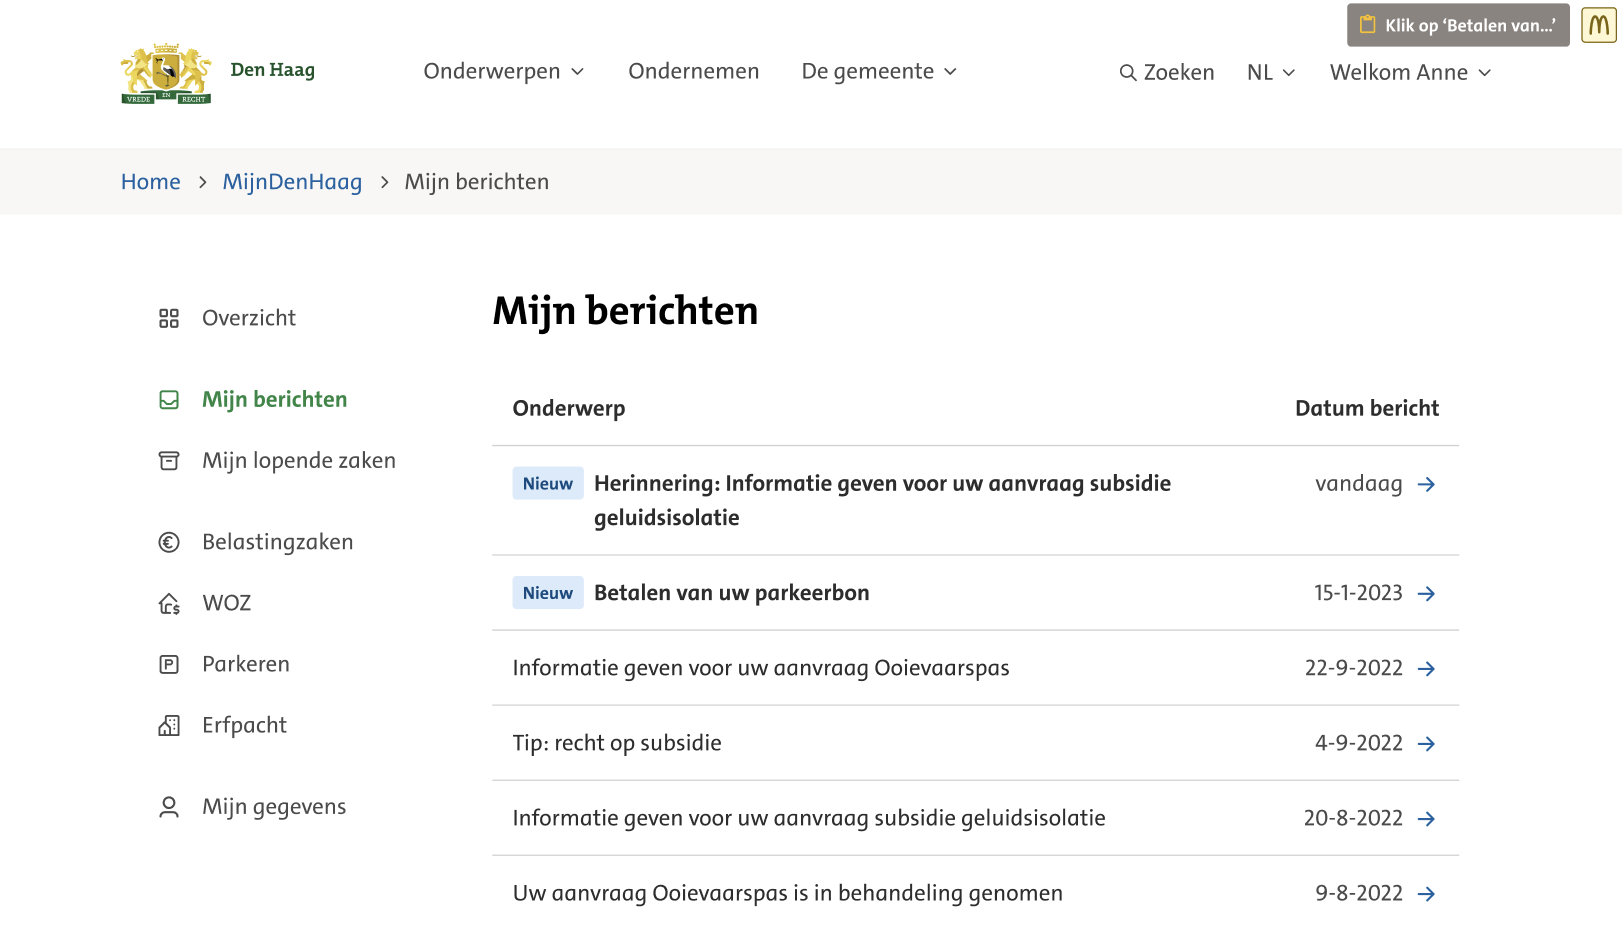 Klik op ‘Betalen van...’
VREDE EN RECHT
Den Haag
Onderwerpen
Ondernemen
De gemeente
Zoeken
NL
Welkom Anne
Home
MijnDenHaag
Mijn berichten
Overzicht
Mijn berichten
Mijn lopende zaken
Belastingzaken
WOZ
Parkeren
Erfpacht
Mijn gegevens
Mijn berichten
Onderwerp Datum bericht
Nieuw Herinnering: Informatie geven voor uw aanvraag subsidie vandaag
geluidsisolatie
Nieuw Betalen van uw parkeerbon 15-1-2023
Informatie geven voor uw aanvraag Ooievaarspas 22-9-2022
Tip: recht op subsidie 4-9-2022
Informatie geven voor uw aanvraag subsidie geluidsisolatie 20-8-2022
Uw aanvraag Ooievaarspas is in behandeling genomen 9-8-2022